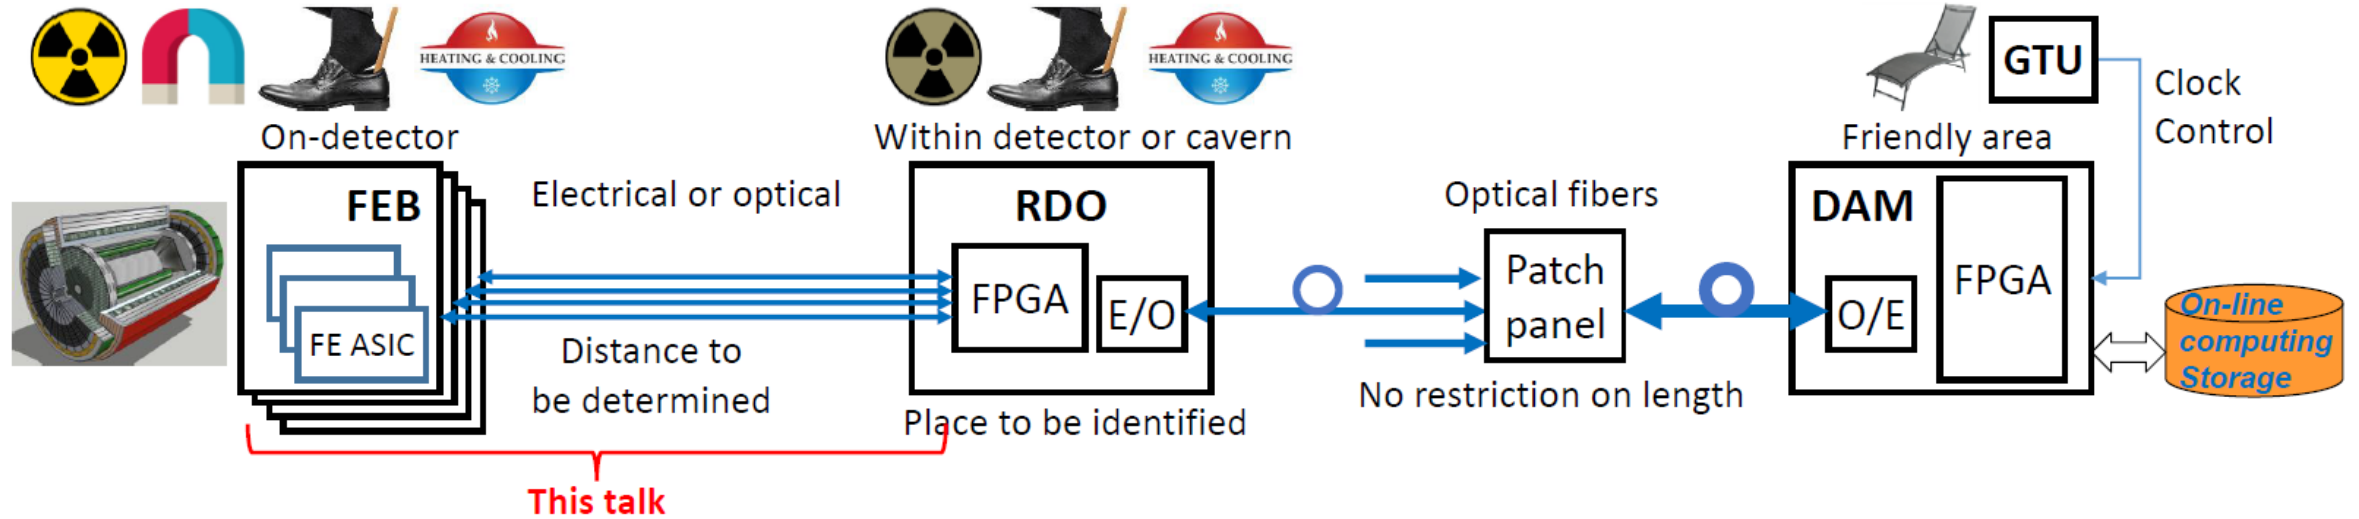 HEATING & COOLING
HEATING & COOLING
GTU
Clock
Control
On-detector
Within detector or cavern
Friendly area
FEB
FE ASIC
Electrical or optical
Distance to
be determined
RDO
FPGA
E/O
Place to be identified
Optical fibers
Patch
panel
No restriction on length
DAM
O/E
FPGA
On-line
computing
Storage
This talk